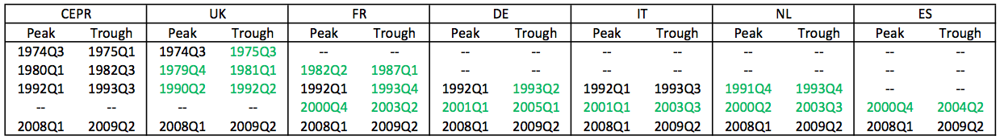 CEPR UK FR DE IT NL ES
Peak Trough Peak Trough Peak Trough Peak Trough Peak Trough Peak Trough Peak Trough
1974Q3 1975Q1 1974Q3 1975Q3 -- -- -- -- -- -- -- -- -- --
1980Q1 1982Q3 1979Q4 1981Q1 1982Q2 1987Q1 -- -- -- -- -- -- -- --
1992Q1 1993Q3 1990Q2 1992Q2 1992Q1 1993Q4 1992Q1 1993Q2 1992Q1 1993Q3 1991Q4 1993Q4 -- --
-- -- -- -- 2000Q4 2003Q2 2001Q1 2005Q1 2001Q1 2003Q3 2000Q2 2003Q3 2000Q4 2004Q2
2008Q1 2009Q2 2008Q1 2009Q2 2008Q1 2009Q2 2008Q1 2009Q2 2008Q1 2009Q2 2008Q1 2009Q2 2008Q1 2009Q2